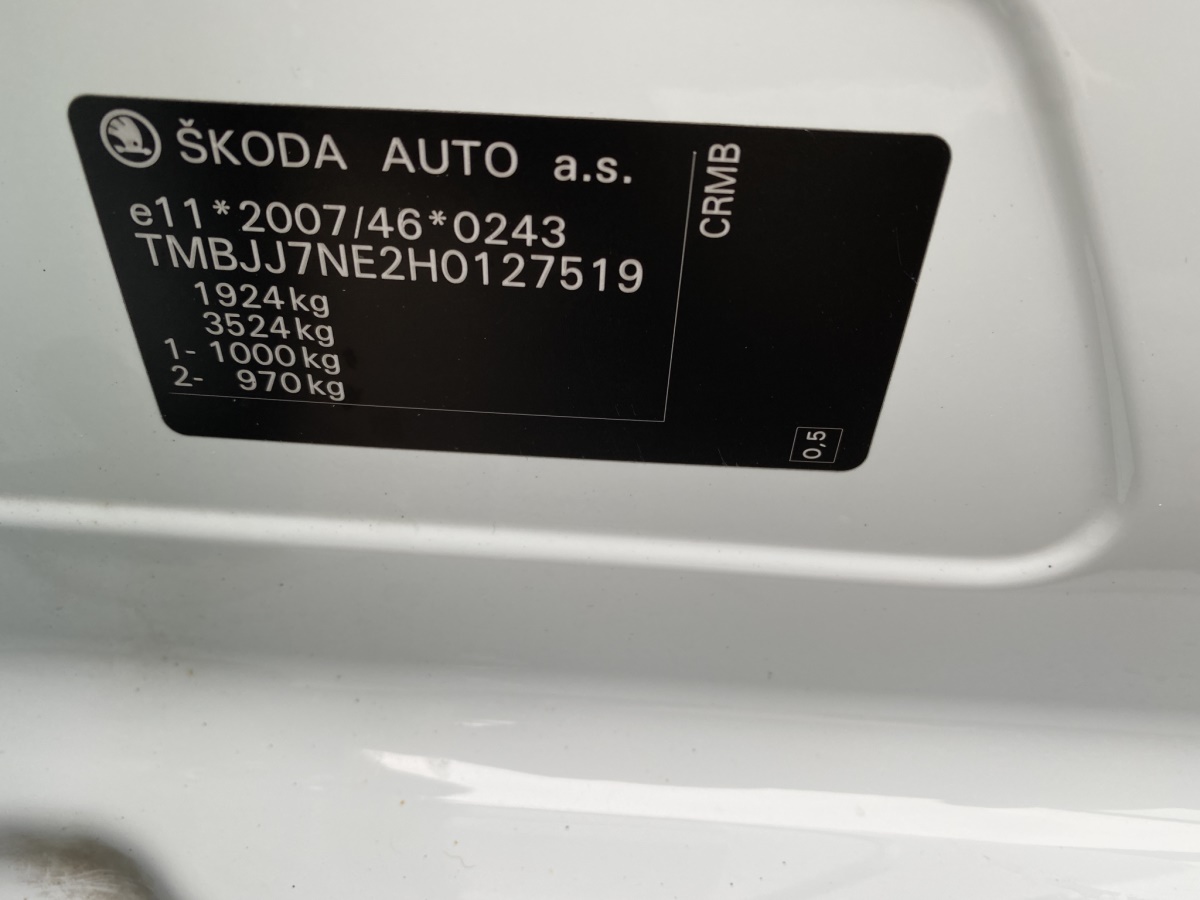 ŠKODA AUTO a.s.
e11*2007/46*0243
TMBJJ7NE2H0127519
1924kg
3524kg
1- 1000kg
2- 970kg
CRMB
0,5